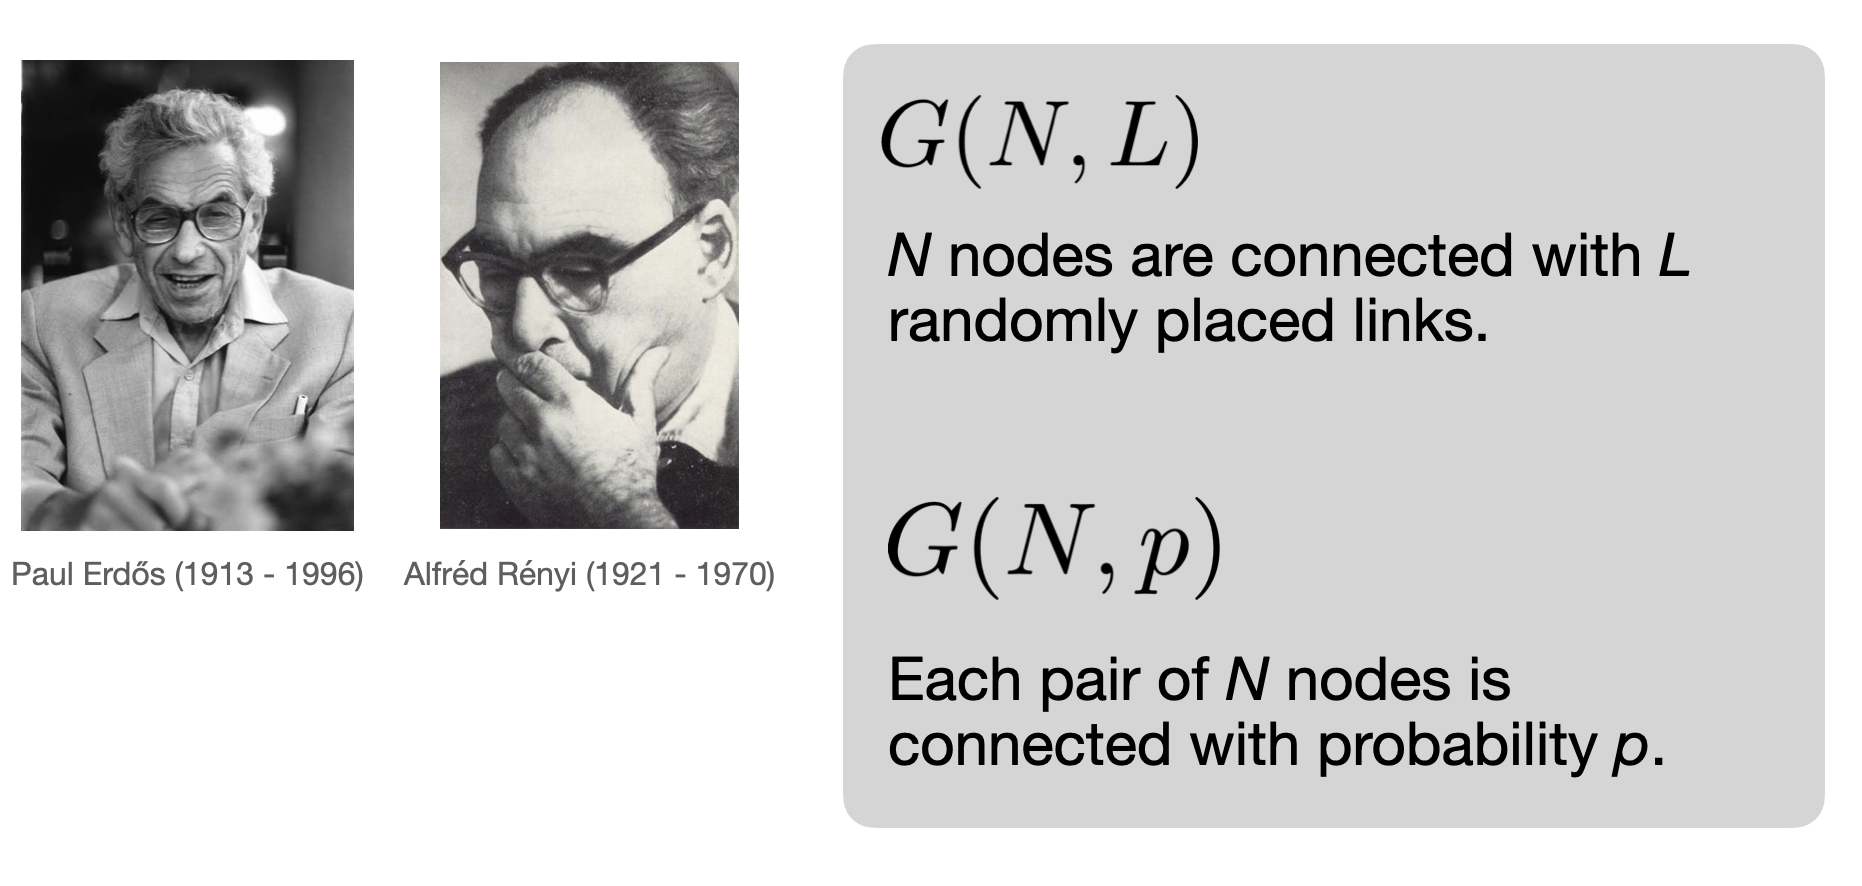 Paul Erdős (1913 - 1996)
Alfréd Rényi (1921 - 1970)
G(N, L)
N nodes are connected with L
randomly placed links.
G(N, p)
Each pair of N nodes is
connected with probability p.